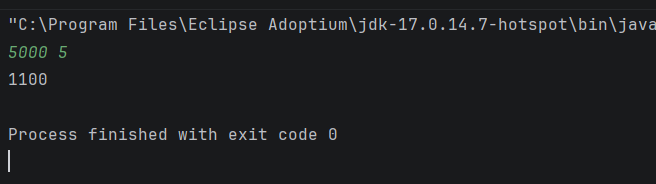 "C:\Program Files\Eclipse Adoptium\jdk-17.0.14.7-hotspot\bin\java
5000 5
1100
Process finished with exit code 0